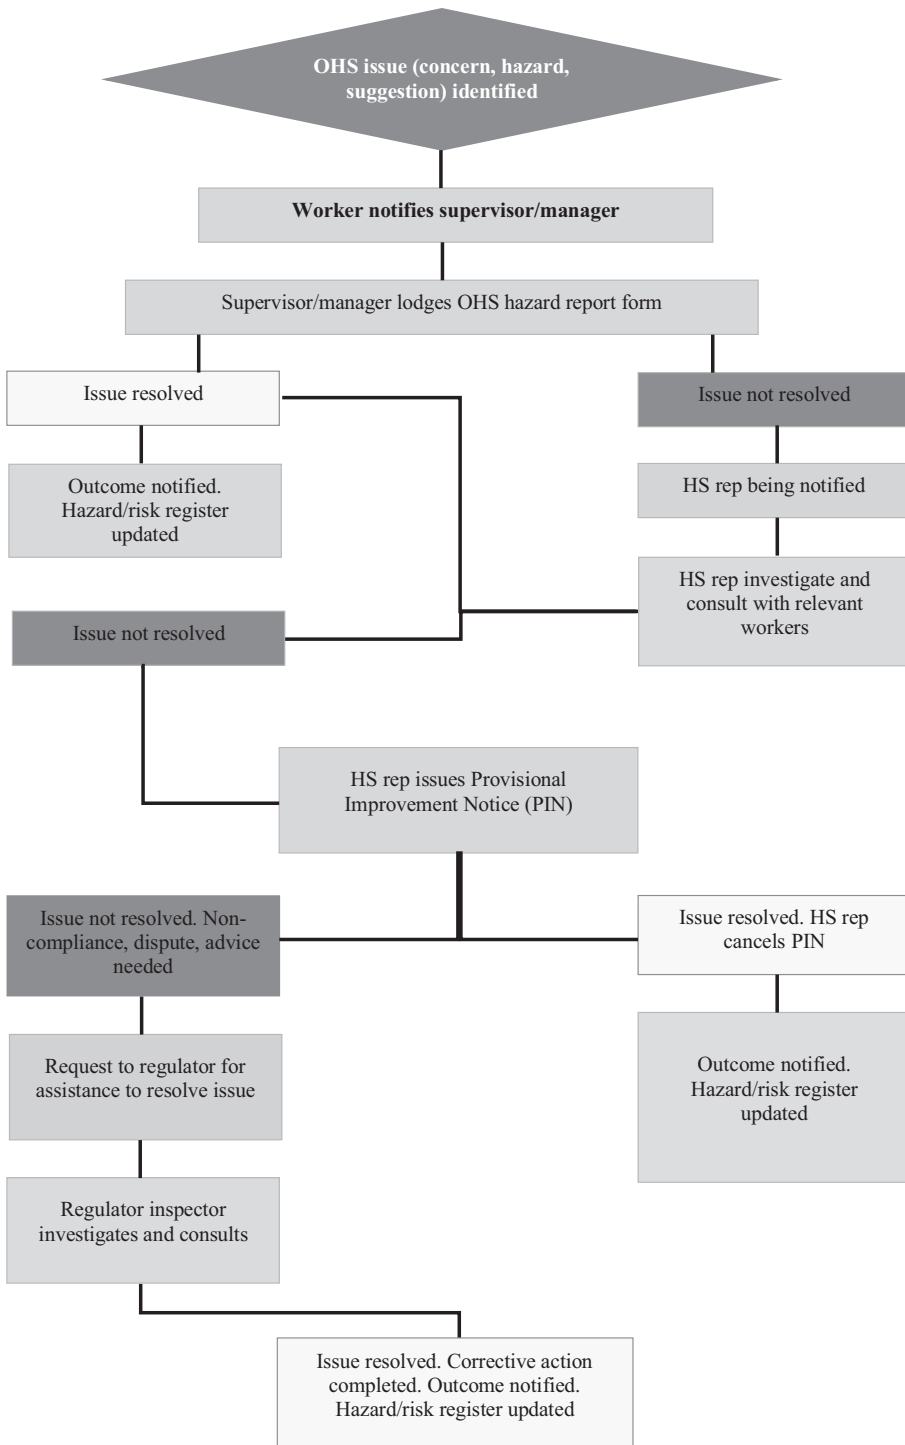 OHS issue (concern, hazard,
suggestion) identified
Worker notifies supervisor/manager
Supervisor/manager lodges OHS hazard report form
Issue resolved
Issue not resolved
Outcome notified.
Hazard/risk register
updated
HS rep being notified
HS rep investigate and
consult with relevant
workers
Issue not resolved
HS rep issues Provisional
Improvement Notice (PIN)
Issue not resolved. Non-
compliance, dispute, advice
needed
Issue resolved. HS rep
cancels PIN
Request to regulator for
assistance to resolve issue
Outcome notified.
Hazard/risk register
updated
Regulator inspector
investigates and consults
Issue resolved. Corrective action
completed. Outcome notified.
Hazard/risk register updated